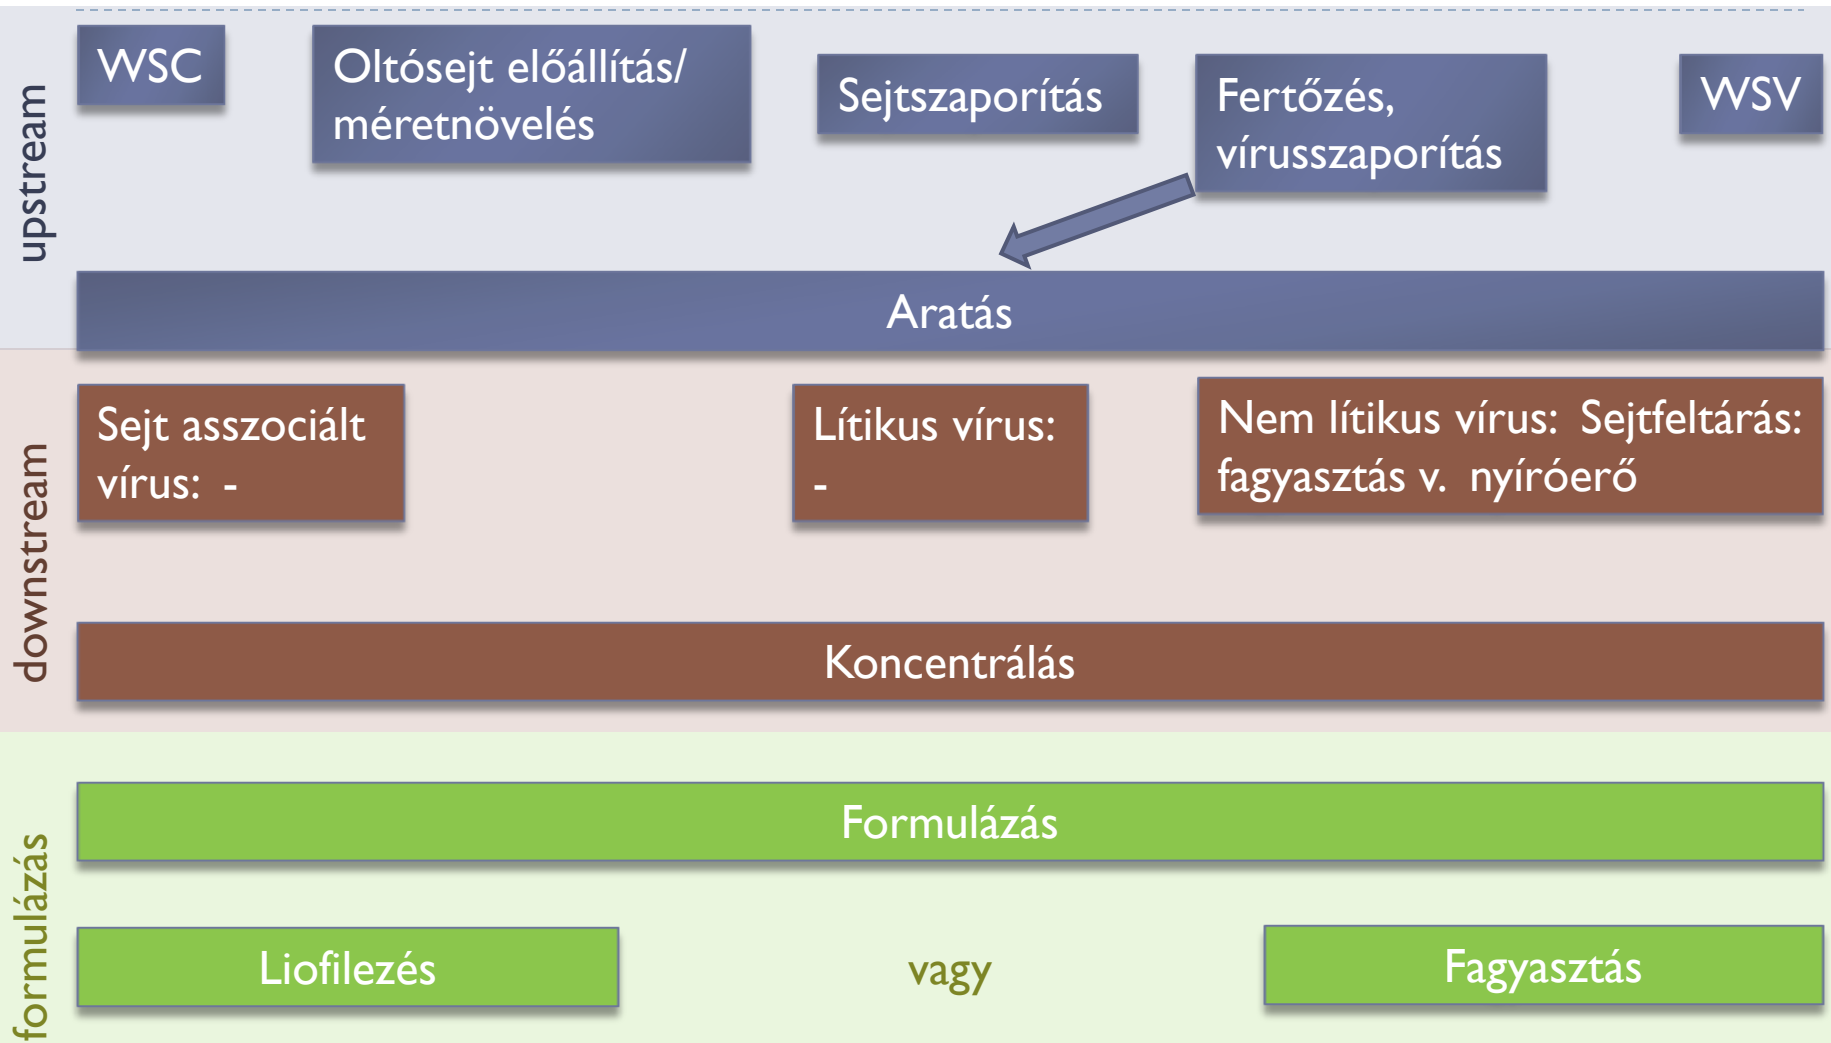 upstream
WSC
Oltósejt előállítás/
méretnövelés
Sejtszaporítás
Fertőzés,
vírusszaporítás
WSV
Aratás
downstream
Sejt asszociált
vírus: -
Lítikus vírus:
-
Nem lítikus vírus: Sejtfeltárás:
fagyasztás v. nyíróerő
Koncentrálás
formulázás
Formulázás
Liofilezés
vagy
Fagyasztás